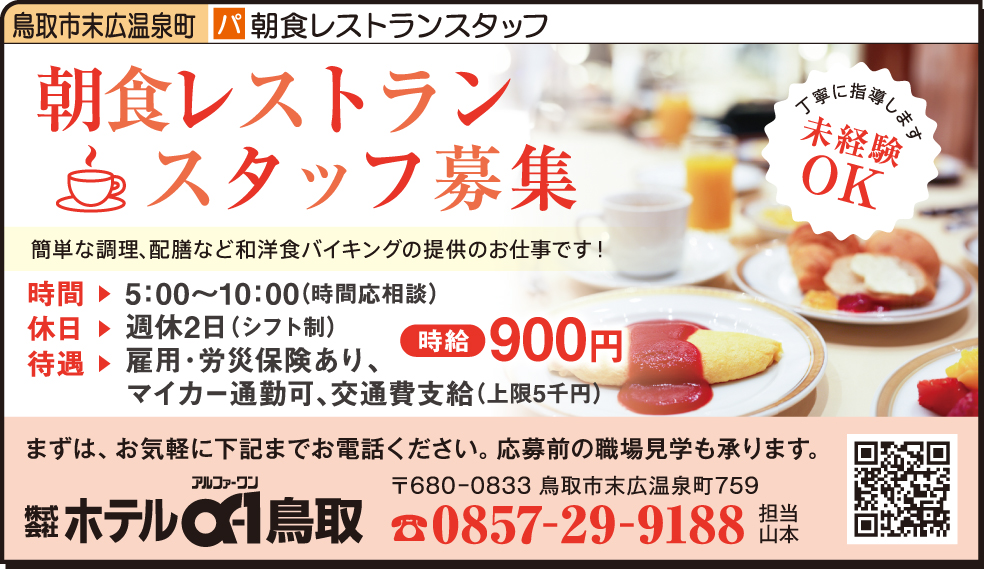 鳥取市末広温泉町 パ 朝食レストランスタッフ
朝食レストラン
スタッフ募集
丁寧に指導します
未経験
OK
簡単な調理、配膳など和洋食バイキングの提供のお仕事です!
時間 ▶ 5:00〜10:00(時間応相談)
休日 ▶ 週休2日(シフト制)
待遇 ▶ 雇用・労災保険あり、
マイカー通勤可、交通費支給(上限5千円)
時給 900円
まずは、お気軽に下記までお電話ください。応募前の職場見学も承ります。
アルファーワン
株式会社 ホテルα-1鳥取
〒680-0833 鳥取市末広温泉町759
☎0857-29-9188 担当 山本